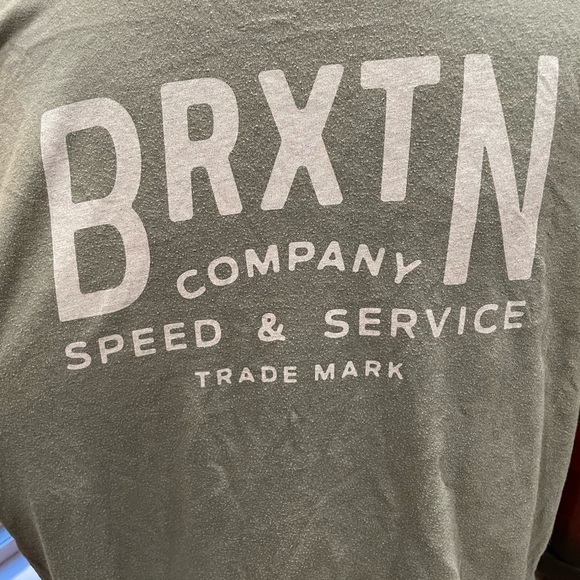 BRXTN
COMPANY
SPEED & SERVICE
TRADE MARK